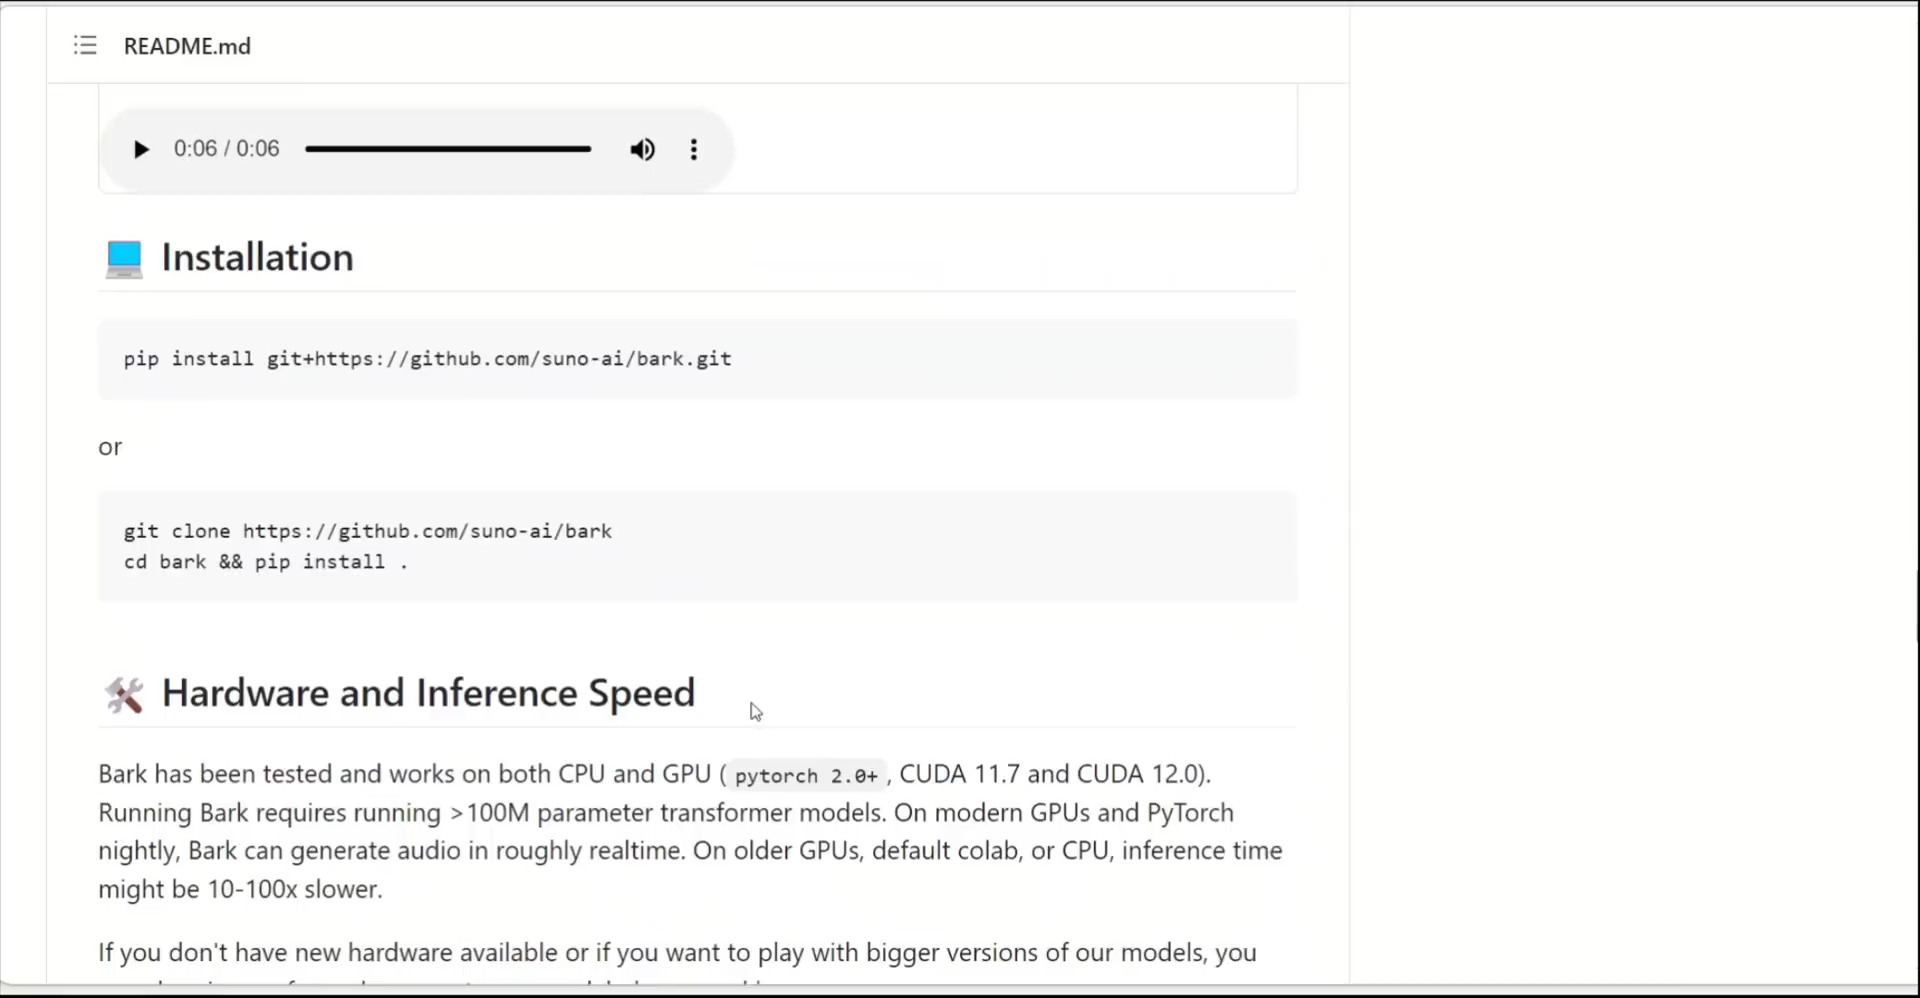 README.md
0:06 / 0:06
Installation
pip install git+https://github.com/suno-ai/bark.git
or
git clone https://github.com/suno-ai/bark
cd bark && pip install .
Hardware and Inference Speed
Bark has been tested and works on both CPU and GPU ( pytorch 2.0+ , CUDA 11.7 and CUDA 12.0).
Running Bark requires running >100M parameter transformer models. On modern GPUs and PyTorch
nightly, Bark can generate audio in roughly realtime. On older GPUs, default colab, or CPU, inference time
might be 10-100x slower.
If you don't have new hardware available or if you want to play with bigger versions of our models, you